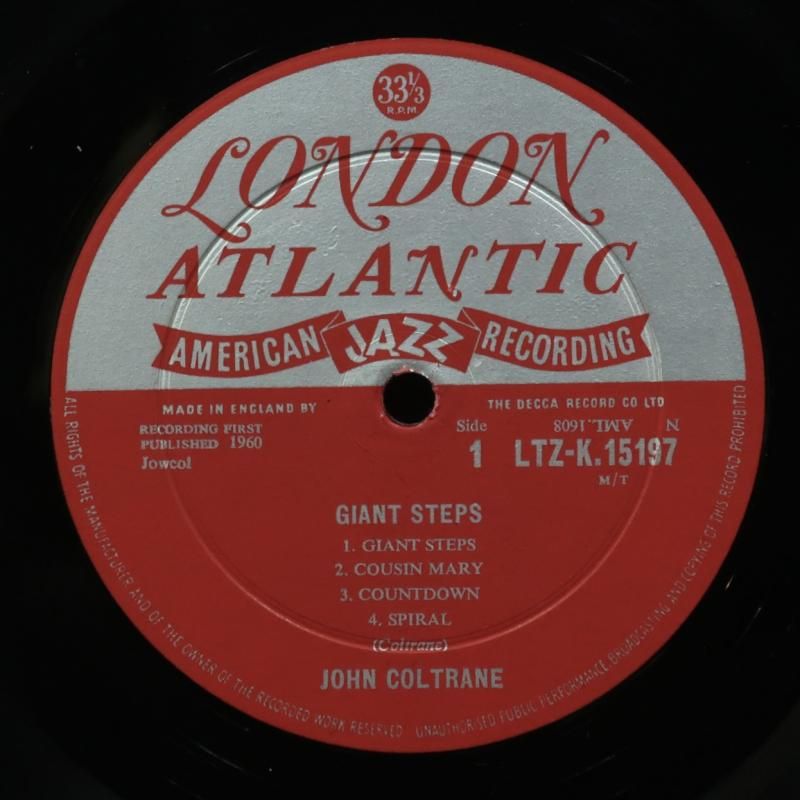 33⅓
R.P.M.
LONDON
ATLANTIC
AMERICAN JAZZ RECORDING
MADE IN ENGLAND BY
THE DECCA RECORD CO LTD
RECORDING FIRST
PUBLISHED 1960
Jowcol
Side
1
AML.1608 N
LTZ-K.15197
M/T
GIANT STEPS
1. GIANT STEPS
2. COUSIN MARY
3. COUNTDOWN
4. SPIRAL
(Coltrane)
JOHN COLTRANE
ALL RIGHTS OF THE MANUFACTURER AND OF THE OWNER OF THE RECORDED WORK RESERVED UNAUTHORISED PUBLIC PERFORMANCE, BROADCASTING AND COPYING OF THIS RECORD PROHIBITED